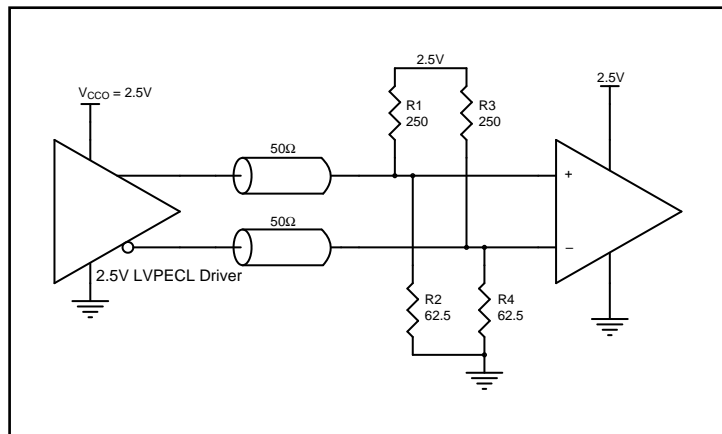 2.5V
V_CCO = 2.5V
2.5V
R1
250
R3
250
50Ω
+
50Ω
–
2.5V LVPECL Driver
R2
62.5
R4
62.5